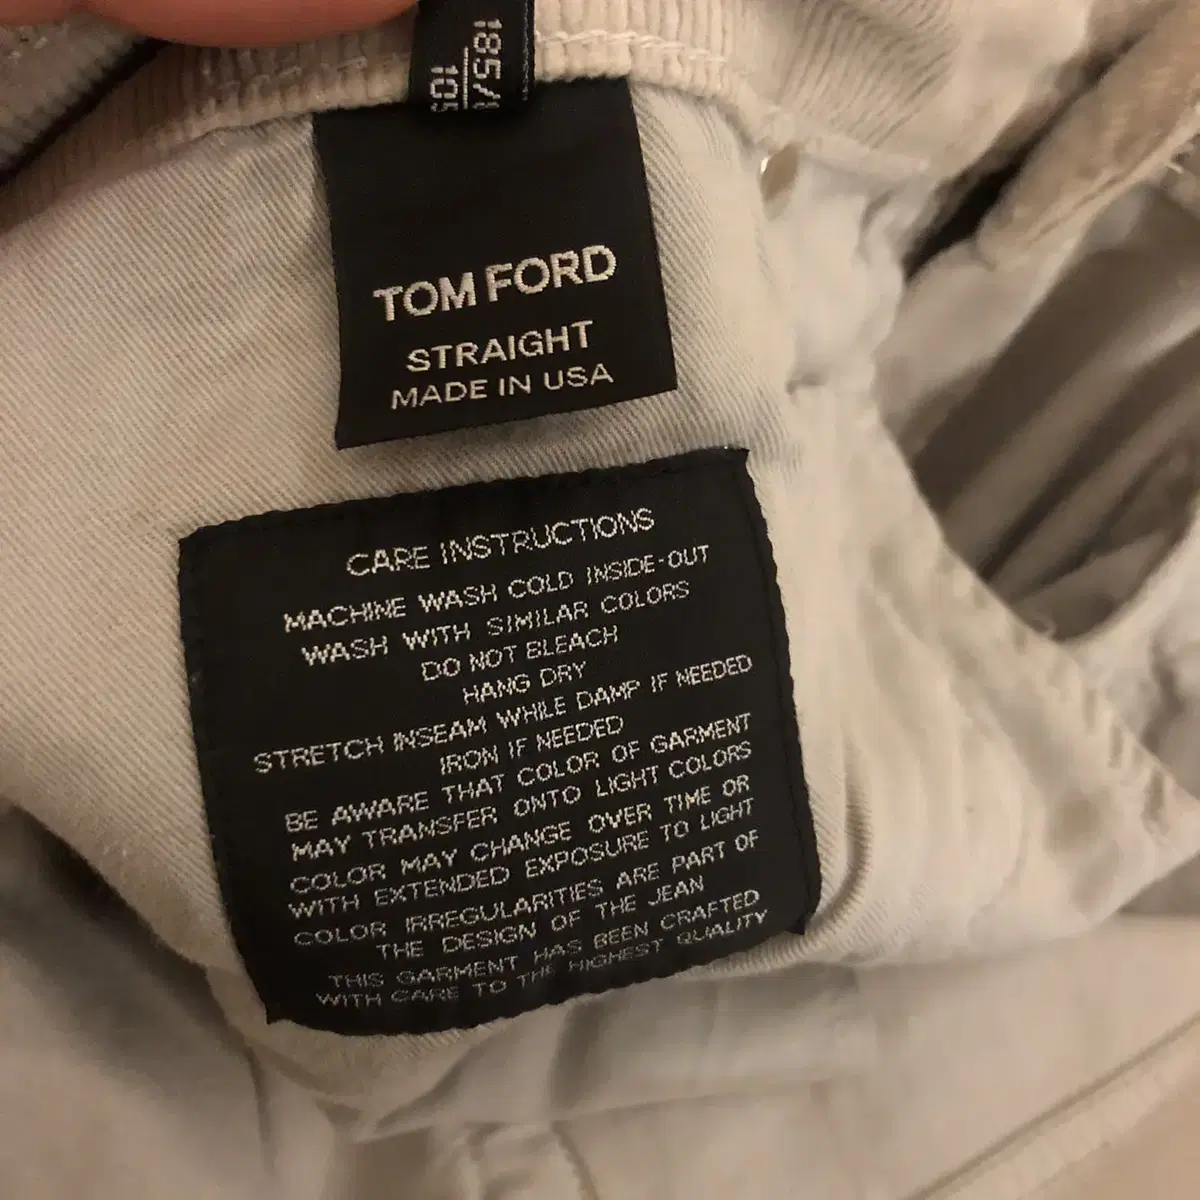 185/
105
TOM FORD
STRAIGHT
MADE IN USA
CARE INSTRUCTIONS
MACHINE WASH COLD INSIDE-OUT
WASH WITH SIMILAR COLORS
DO NOT BLEACH
HANG DRY
STRETCH INSEAM WHILE DAMP IF NEEDED
IRON IF NEEDED
BE AWARE THAT COLOR OF GARMENT
MAY TRANSFER ONTO LIGHT COLORS
COLOR MAY CHANGE OVER TIME OR
WITH EXTENDED EXPOSURE TO LIGHT
COLOR IRREGULARITIES ARE PART OF
THE DESIGN OF THE JEAN
THIS GARMENT HAS BEEN CRAFTED
WITH CARE TO THE HIGHEST QUALITY